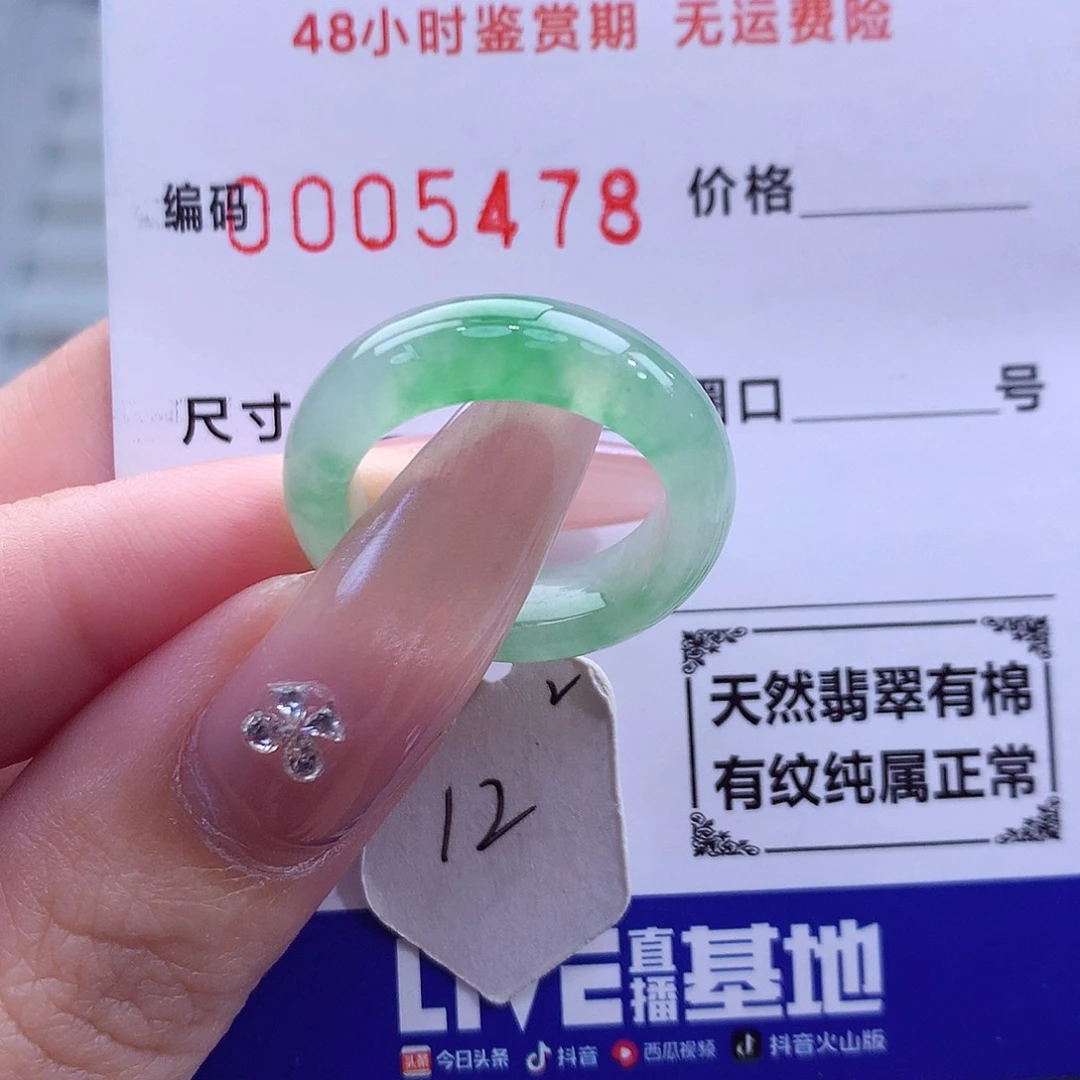 48小时鉴赏期 无运费险
编码0005478 价格
尺寸 圈口 号
天然翡翠有棉
有纹纯属正常
12
LIVE直播基地
头条 今日头条 抖音 西瓜视频 抖音火山版